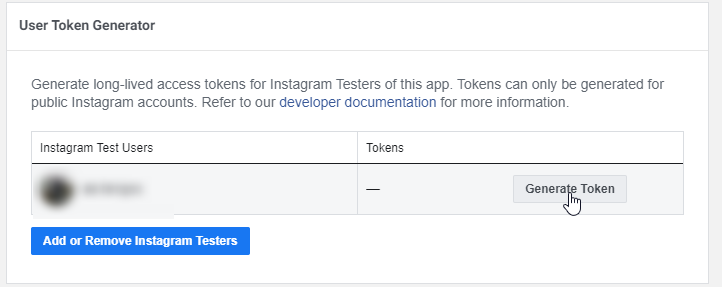 User Token Generator
Generate long-lived access tokens for Instagram Testers of this app. Tokens can only be generated for
public Instagram accounts. Refer to our developer documentation for more information.
Instagram Test Users Tokens
— Generate Token
Add or Remove Instagram Testers